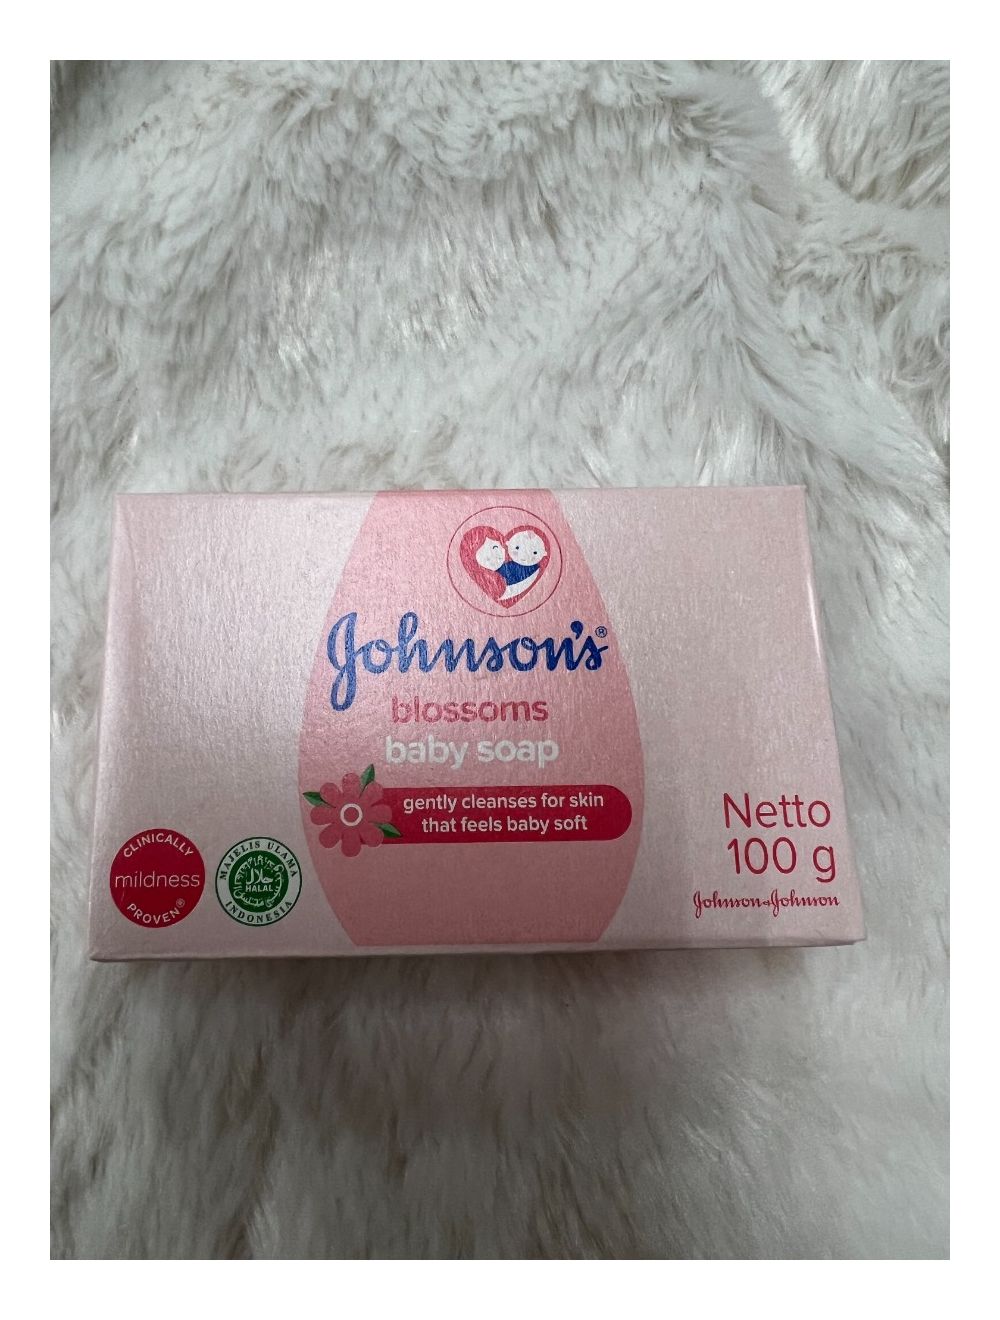 Johnson's®
blossoms
baby soap
gently cleanses for skin
that feels baby soft
CLINICALLY
mildness
PROVEN®
MAJELIS ULAMA
حلال
HALAL
INDONESIA
Netto
100 g
Johnson & Johnson